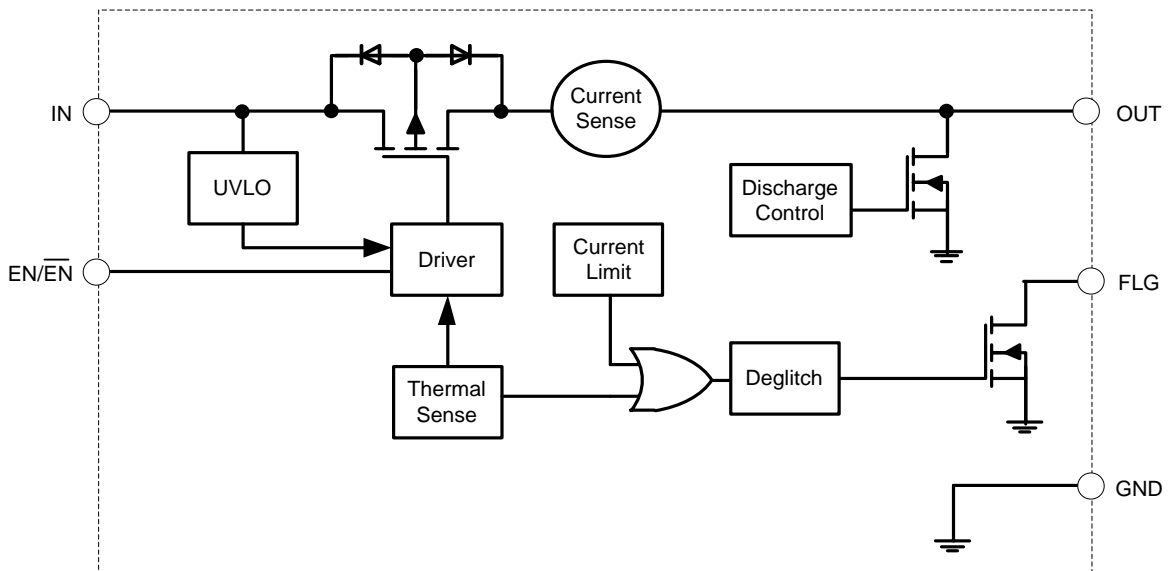 IN
Current
Sense
OUT
UVLO
Discharge
Control
EN/EN
Driver
Current
Limit
FLG
Thermal
Sense
Deglitch
GND